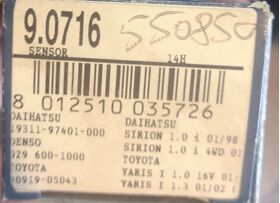 9.0716
550850
SENSOR
14H
8 012510 035726
DAIHATSU
19311-97401-000
DENSO
029 600-1000
TOYOTA
90919-05043
DAIHATSU
SIRION 1.0 i 01/98
SIRION 1.0 i 4WD
TOYOTA
YARIS I 1.0 16V 01/
YARIS I 1.3 01/02